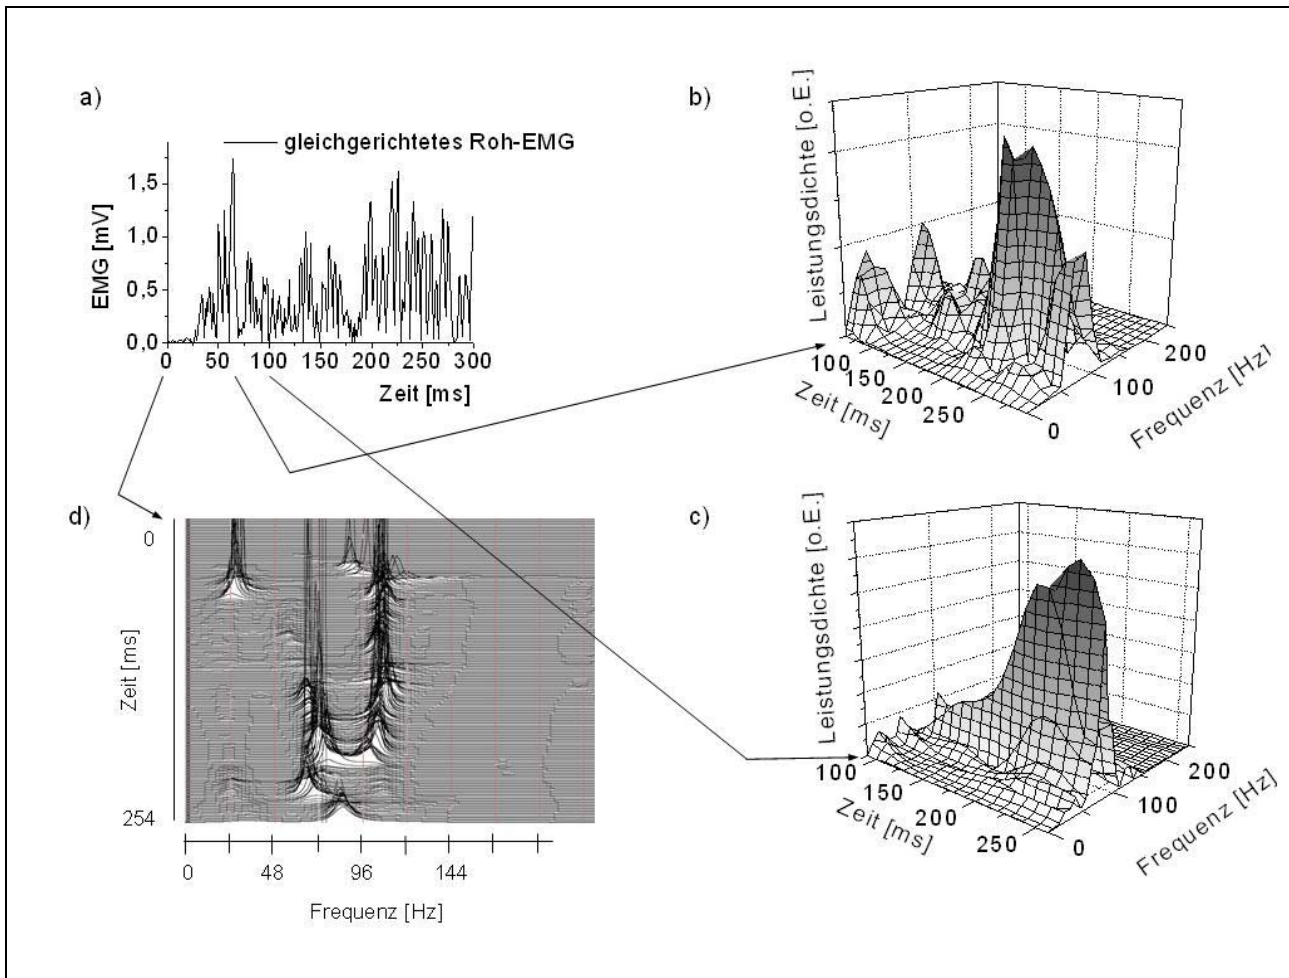 a)
gleichgerichtetes Roh-EMG
EMG [mV]
1,5
1,0
0,5
0,0
0 50 100 150 200 250 300
Zeit [ms]
b)
Leistungsdichte [o.E.]
100 150 200 250
Zeit [ms]
0 100 200
Frequenz [Hz]
d)
0
254
Zeit [ms]
0 48 96 144
Frequenz [Hz]
c)
Leistungsdichte [o.E.]
100 150 200 250
Zeit [ms]
0 100 200
Frequenz [Hz]